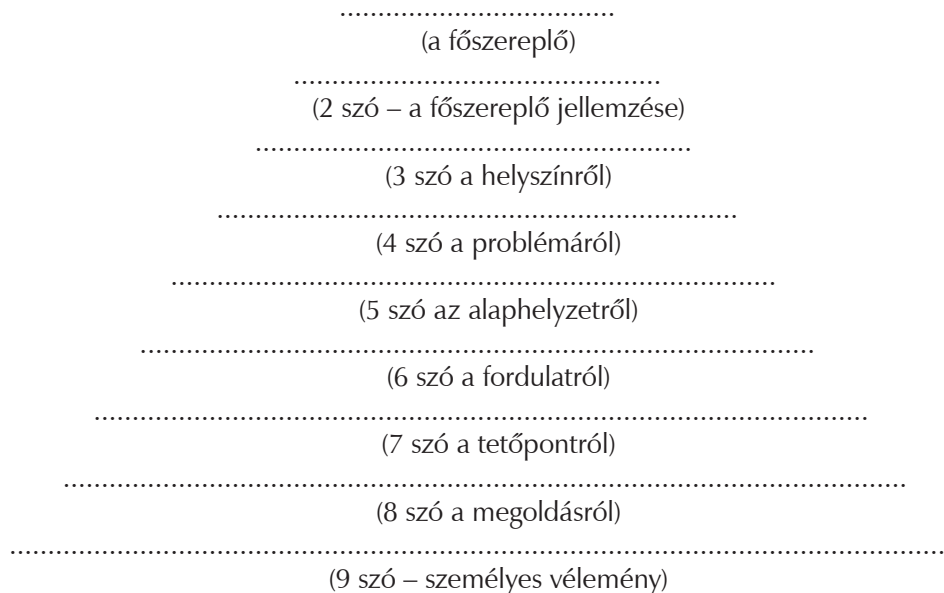 ....................................
(a főszereplő)
................................................
(2 szó – a főszereplő jellemzése)
.........................................................
(3 szó a helyszínről)
....................................................................
(4 szó a problémáról)
...............................................................................
(5 szó az alaphelyzetről)
........................................................................................
(6 szó a fordulatról)
.....................................................................................................
(7 szó a tetőpontról)
..............................................................................................................
(8 szó a megoldásról)
..........................................................................................................................
(9 szó – személyes vélemény)